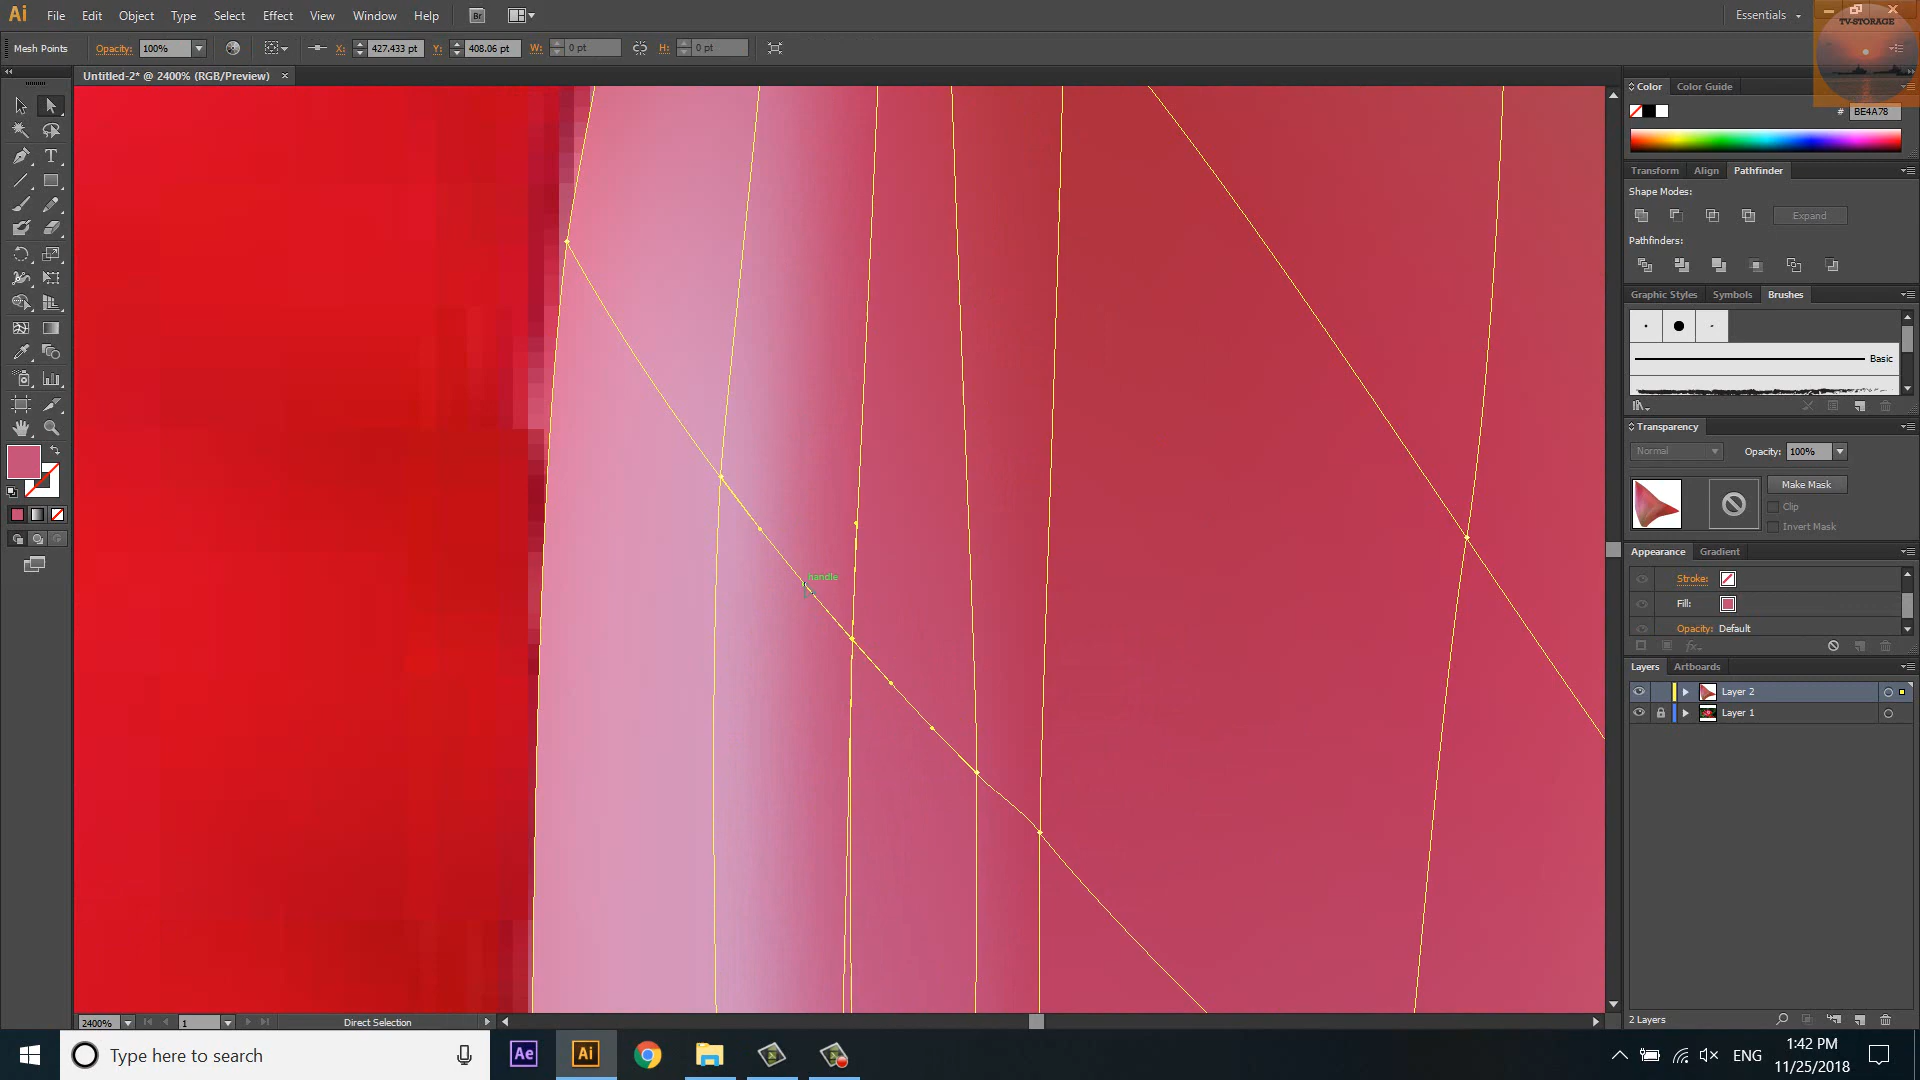 Ai File Edit Object Type Select Effect View Window Help Br Essentials
TV-STORAGE
Mesh Points Opacity: 100% X: 427.433 pt Y: 408.06 pt W: 0 pt H: 0 pt
Untitled-2* @ 2400% (RGB/Preview) ×
Color Color Guide
# BE4A78
Transform Align Pathfinder
Shape Modes:
Expand
Pathfinders:
Graphic Styles Symbols Brushes
Basic
Transparency
Normal Opacity: 100%
Make Mask
Clip
Invert Mask
Appearance Gradient
Stroke:
Fill:
Opacity: Default
handle
Layers Artboards
Layer 2
Layer 1
2 Layers
2400% 1 Direct Selection
Type here to search Ae Ai ENG 1:42 PM
11/25/2018